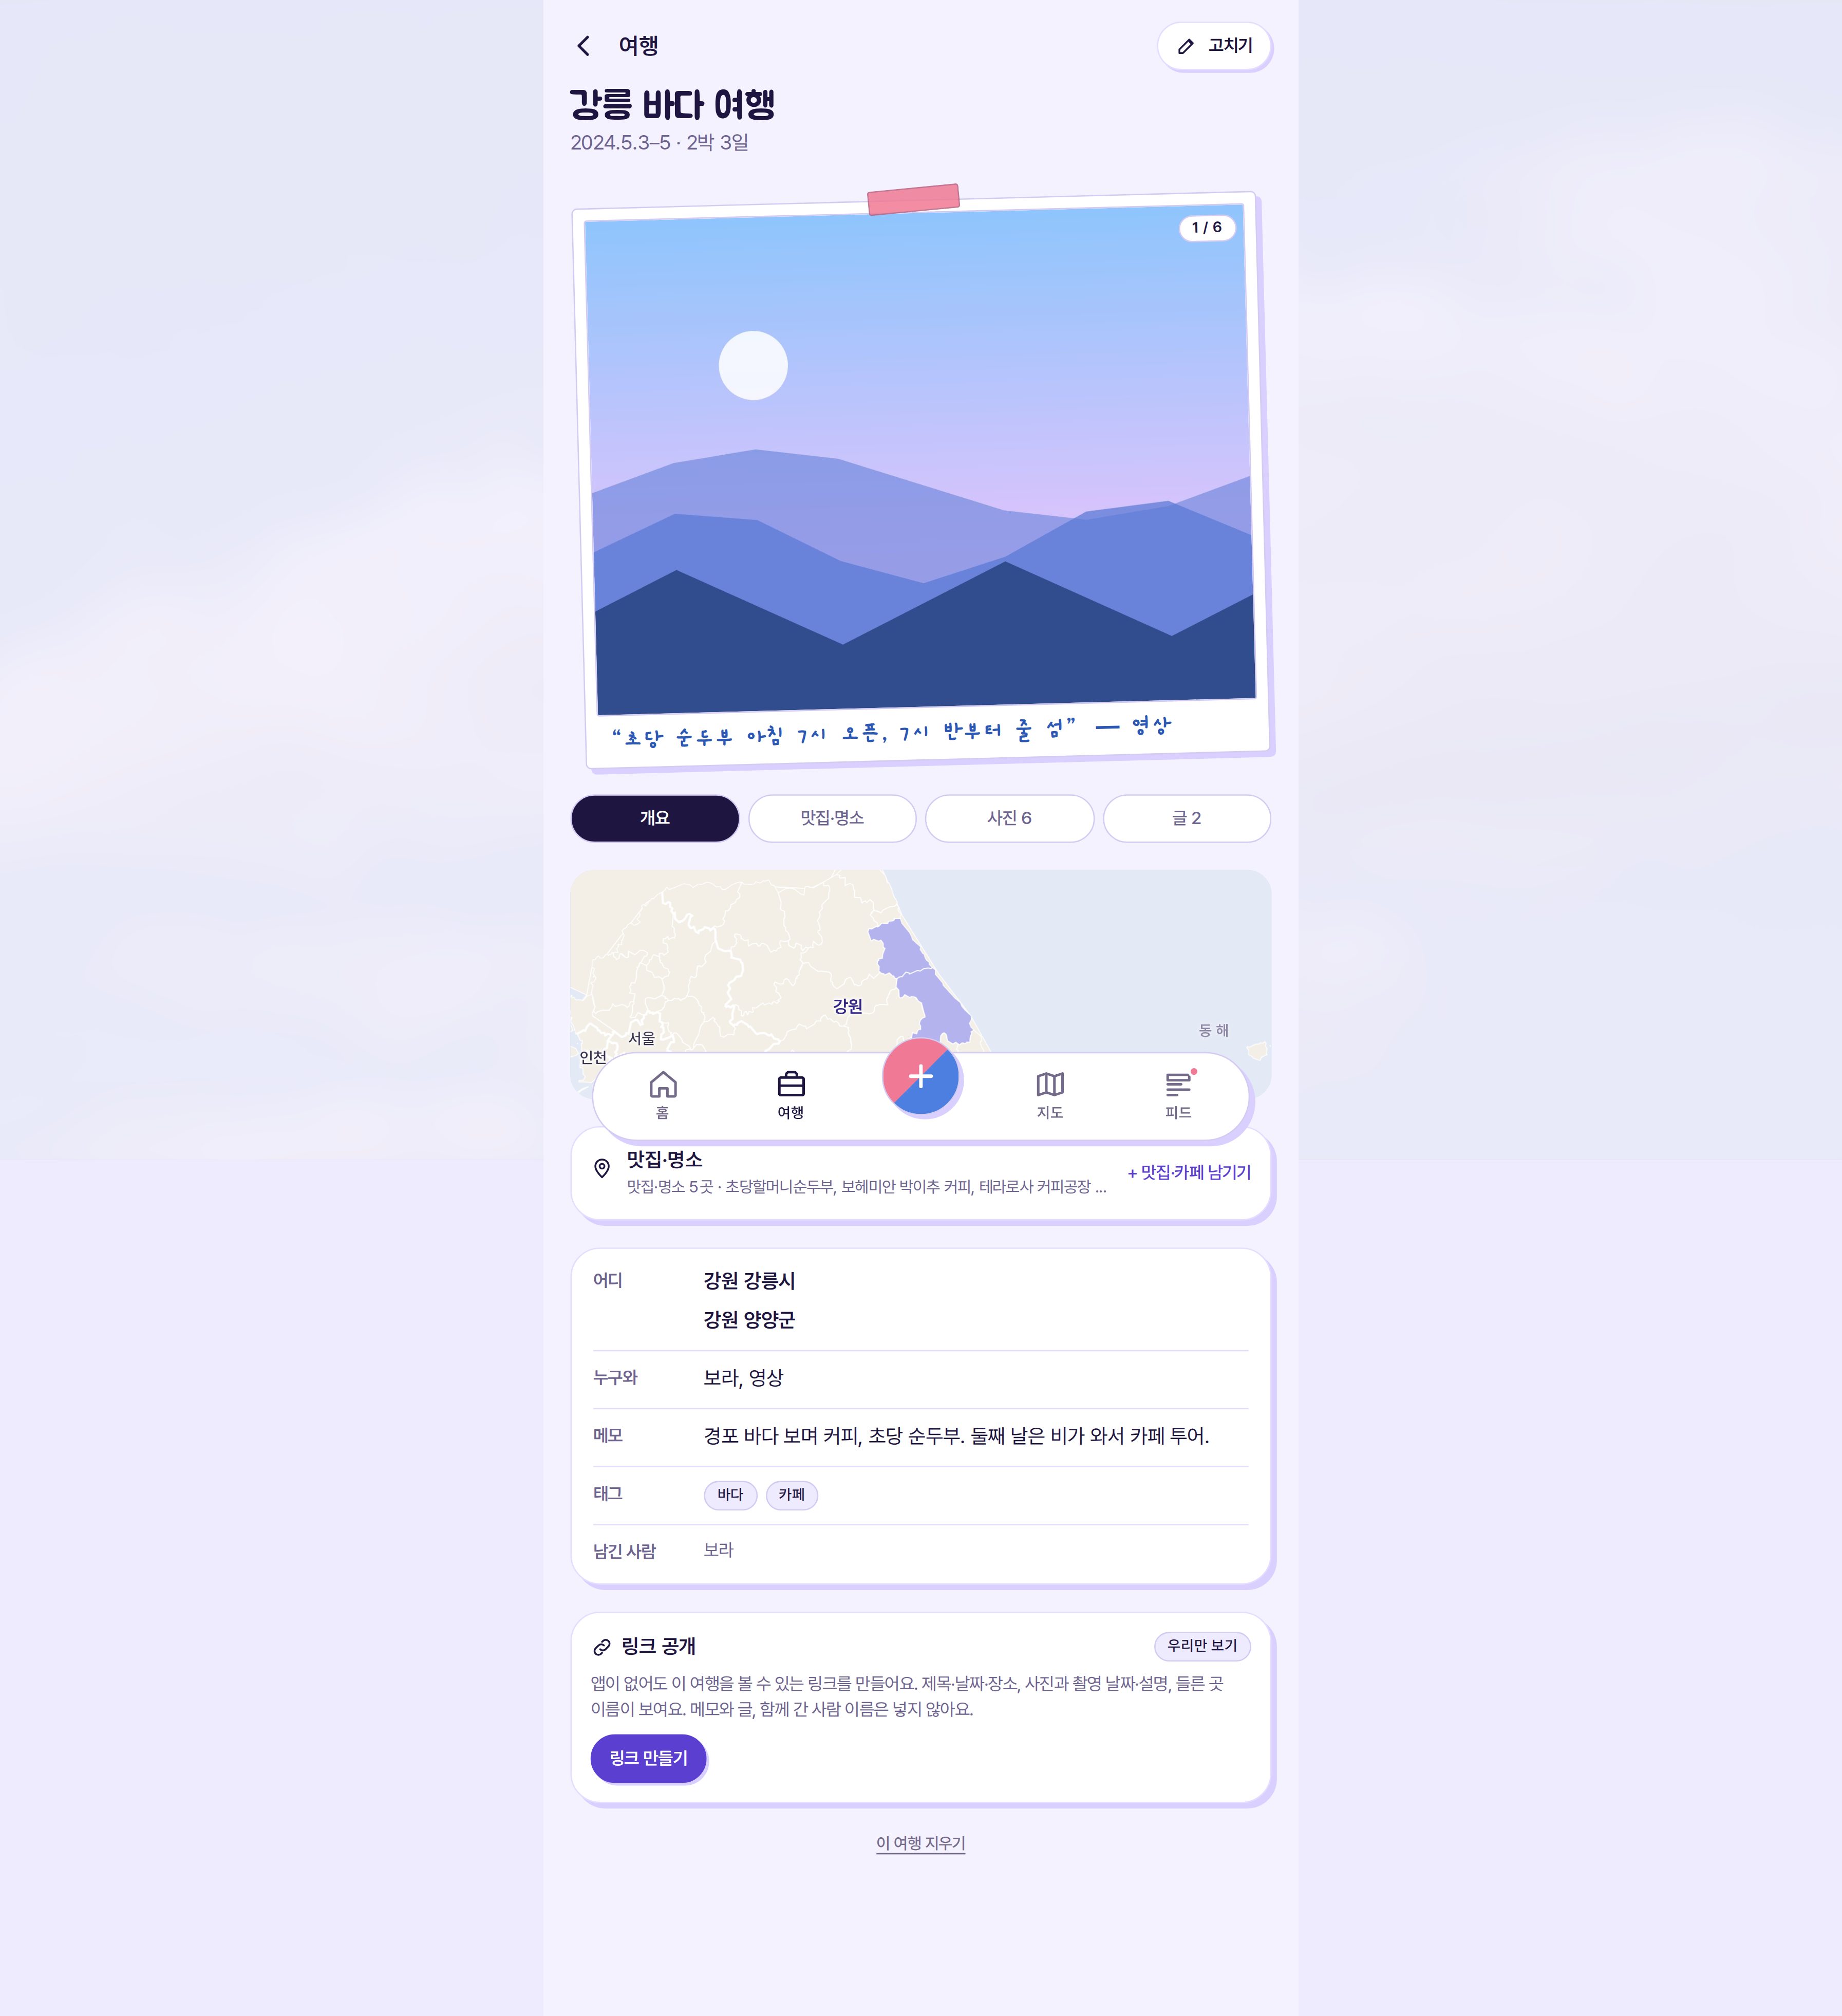 여행
고치기
강릉 바다 여행
2024.5.3–5 · 2박 3일
1 / 6
“초당 순두부 아침 7시 오픈, 7시 반부터 줄 섬” — 영상
개요
맛집·명소
사진 6
글 2
강원
동 해
서울
인천
홈
여행
지도
피드
맛집·명소
맛집·명소 5곳 · 초당할머니순두부, 보헤미안 박이추 커피, 테라로사 커피공장 ...
+ 맛집·카페 남기기
어디
강원 강릉시
강원 양양군
누구와
보라, 영상
메모
경포 바다 보며 커피, 초당 순두부. 둘째 날은 비가 와서 카페 투어.
태그
바다
카페
남긴 사람
보라
링크 공개
우리만 보기
앱이 없어도 이 여행을 볼 수 있는 링크를 만들어요. 제목·날짜·장소, 사진과 촬영 날짜·설명, 들른 곳
이름이 보여요. 메모와 글, 함께 간 사람 이름은 넣지 않아요.
링크 만들기
이 여행 지우기